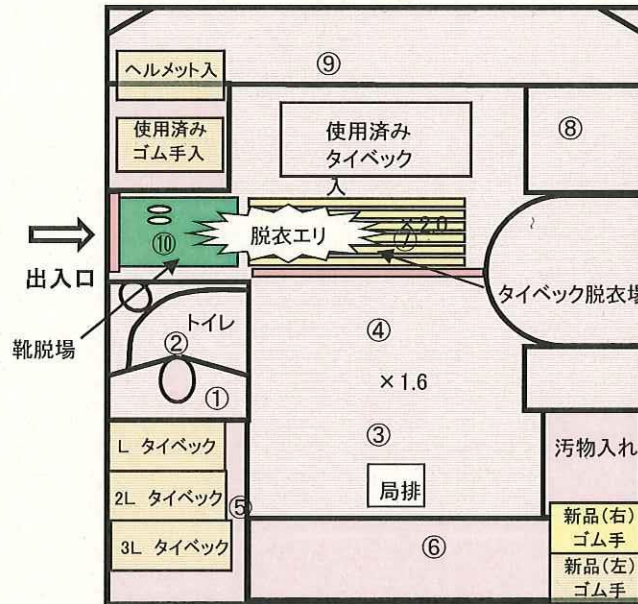 ⑨
ヘルメット入
使用済み
ゴム手入
使用済み
タイベック
入
⑧
×2.0
⑦
脱衣エリ
⑩
出入口
タイベック脱衣場
靴脱場
トイレ
②
①
④
×1.6
③
局排
L タイベック
2L タイベック
3L タイベック
⑤
⑥
汚物入れ
新品(右)
ゴム手
新品(左)
ゴム手